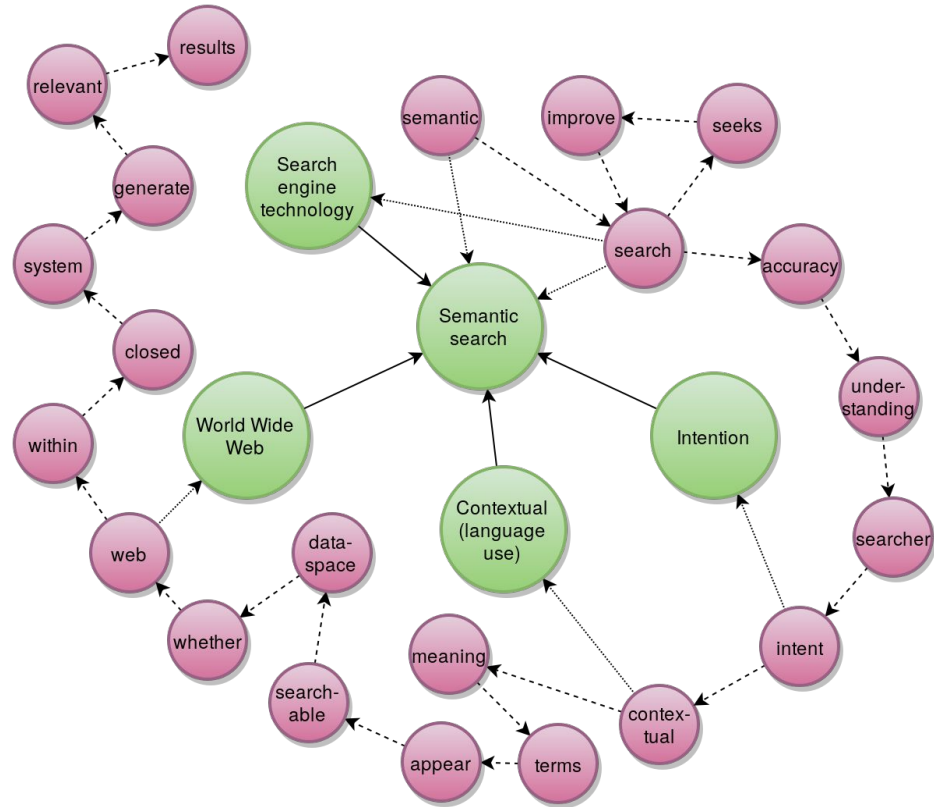 results
relevant
semantic
improve
seeks
Search
engine
technology
generate
search
system
accuracy
Semantic
search
closed
under-
standing
World Wide
Web
Intention
within
Contextual
(language
use)
searcher
data-
space
web
whether
meaning
intent
search-
able
contex-
tual
appear
terms